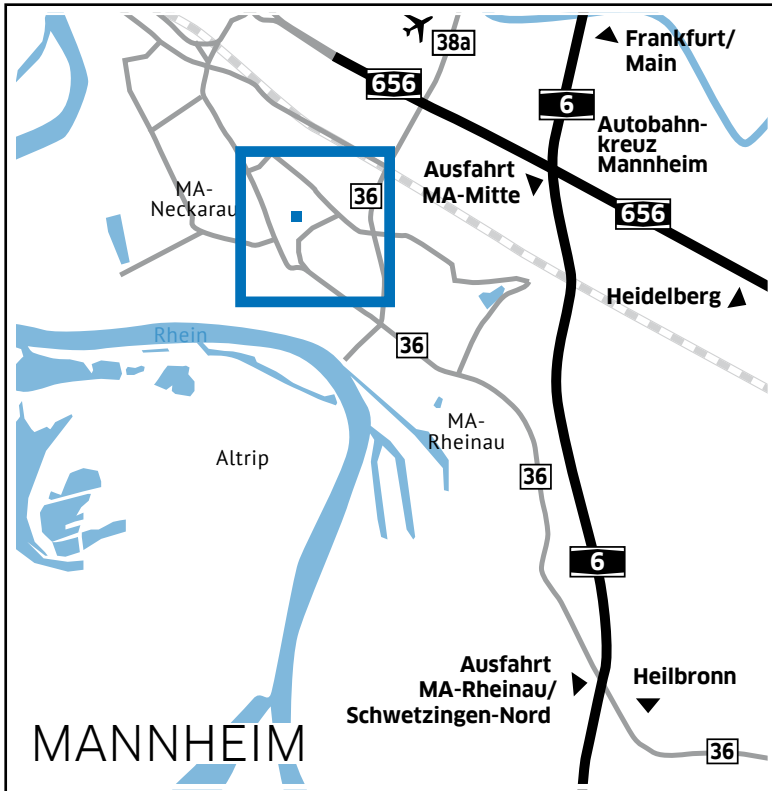 38a
Frankfurt/
Main
656
6
Autobahn-
kreuz
Mannheim
Ausfahrt
MA-Mitte
MA-
Neckarau
36
656
Heidelberg
Rhein
36
MA-
Rheinau
Altrip
36
6
Ausfahrt
MA-Rheinau/
Schwetzingen-Nord
Heilbronn
MANNHEIM
36